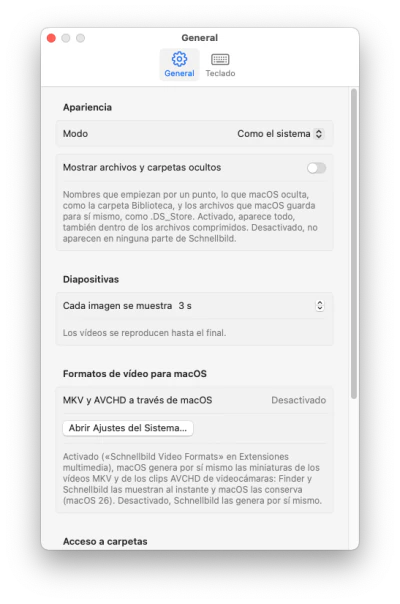 General
General
Teclado
Apariencia
Modo
Como el sistema
Mostrar archivos y carpetas ocultos
Nombres que empiezan por un punto, lo que macOS oculta,
como la carpeta Biblioteca, y los archivos que macOS guarda
para sí mismo, como .DS_Store. Activado, aparece todo,
también dentro de los archivos comprimidos. Desactivado, no
aparecen en ninguna parte de Schnellbild.
Diapositivas
Cada imagen se muestra 3 s
Los vídeos se reproducen hasta el final.
Formatos de vídeo para macOS
MKV y AVCHD a través de macOS
Desactivado
Abrir Ajustes del Sistema...
Activado («Schnellbild Video Formats» en Extensiones
multimedia), macOS genera por sí mismo las miniaturas de los
vídeos MKV y de los clips AVCHD de videocámaras: Finder y
Schnellbild las muestran al instante y macOS las conserva
(macOS 26). Desactivado, Schnellbild las genera por sí mismo.
Acceso a carpetas